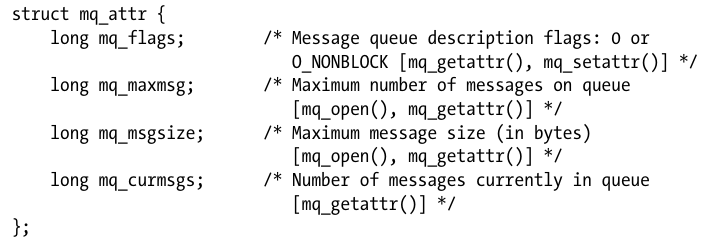 struct mq_attr {
    long mq_flags;        /* Message queue description flags: 0 or
                             O_NONBLOCK [mq_getattr(), mq_setattr()] */
    long mq_maxmsg;       /* Maximum number of messages on queue
                             [mq_open(), mq_getattr()] */
    long mq_msgsize;      /* Maximum message size (in bytes)
                             [mq_open(), mq_getattr()] */
    long mq_curmsgs;      /* Number of messages currently in queue
                             [mq_getattr()] */
};